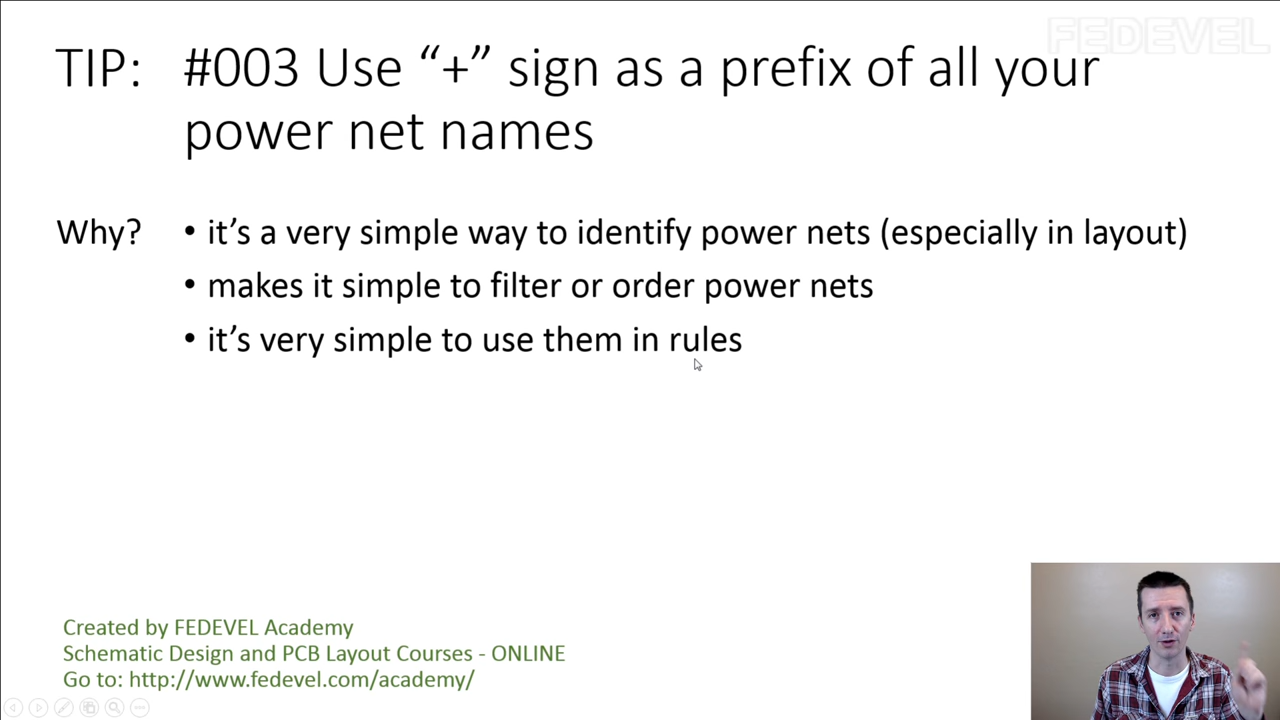 FEDEVEL
TIP: #003 Use “+” sign as a prefix of all your
power net names
Why? • it’s a very simple way to identify power nets (especially in layout)
• makes it simple to filter or order power nets
• it’s very simple to use them in rules
Created by FEDEVEL Academy
Schematic Design and PCB Layout Courses - ONLINE
Go to: http://www.fedevel.com/academy/